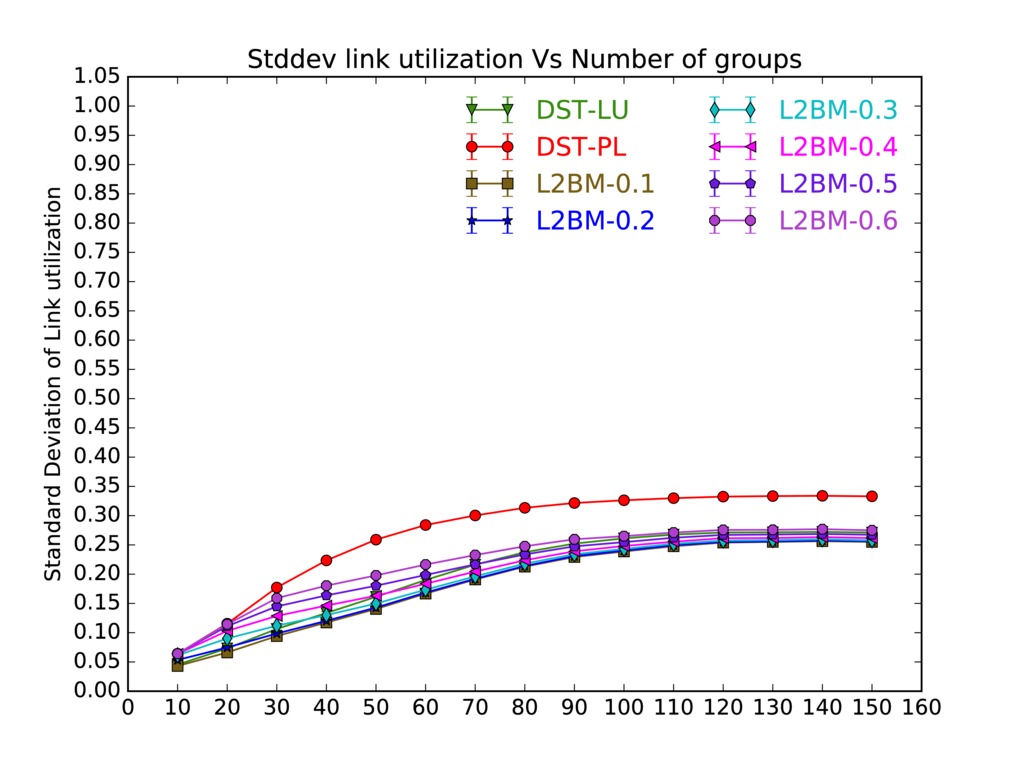 Stddev link utilization Vs Number of groups
Standard Deviation of Link utilization
1.05
1.00
0.95
0.90
0.85
0.80
0.75
0.70
0.65
0.60
0.55
0.50
0.45
0.40
0.35
0.30
0.25
0.20
0.15
0.10
0.05
0.00
DST-LU
DST-PL
L2BM-0.1
L2BM-0.2
L2BM-0.3
L2BM-0.4
L2BM-0.5
L2BM-0.6
0 10 20 30 40 50 60 70 80 90 100 110 120 130 140 150 160